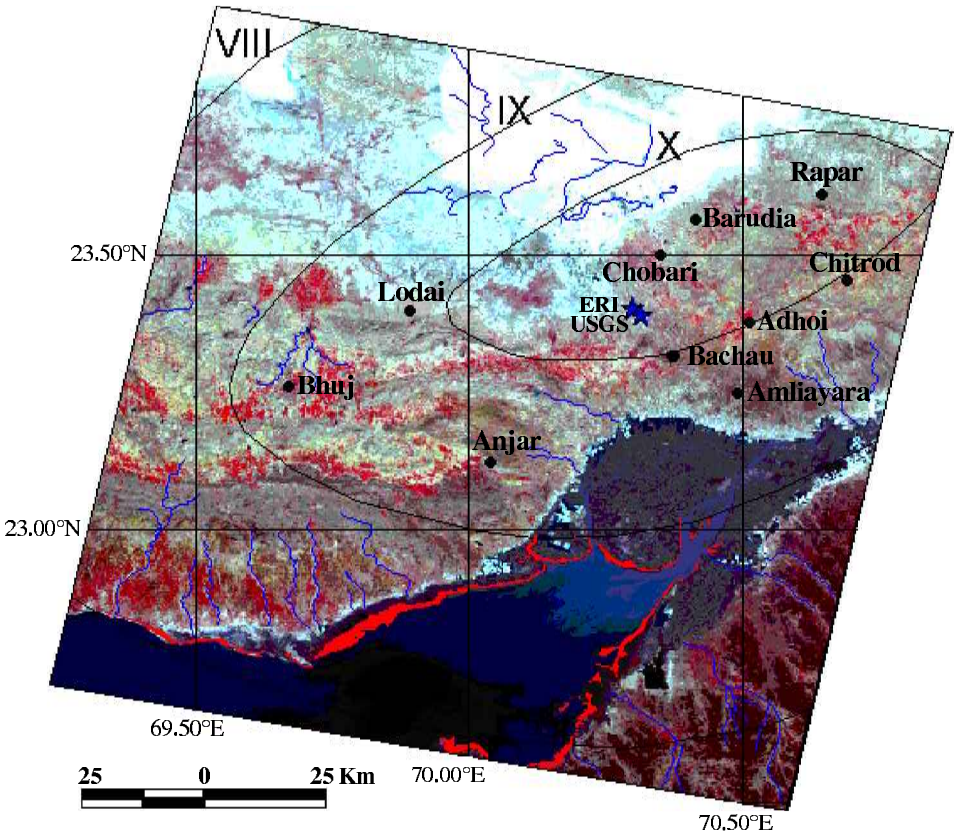 VIII
IX
X
Rapar
Barudia
23.50°N
Chobari
Chitrod
Lodai
ERI
USGS
Adhoi
Bachau
Bhuj
Amliayara
Anjar
23.00°N
69.50°E
70.00°E
25 0 25 Km
70.50°E